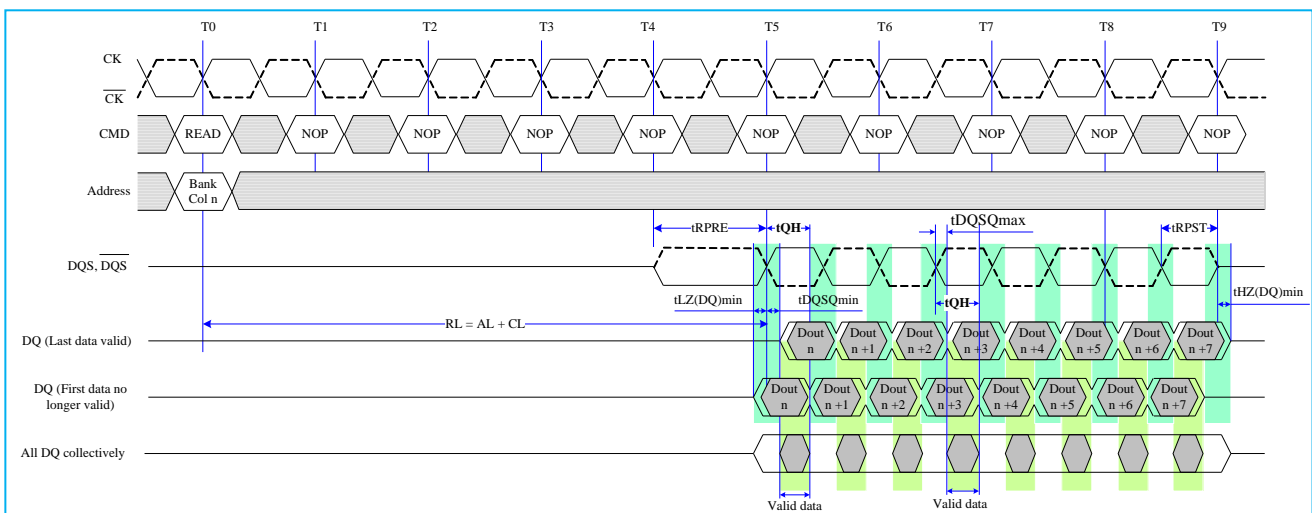 T0 T1 T2 T3 T4 T5 T6 T7 T8 T9
CK
CK
CMD READ NOP NOP NOP NOP NOP NOP NOP NOP NOP
Address Bank
Col n
tDQSQmax
tRPRE tQH tRPST
DQS, DQS
tLZ(DQ)min tDQSQmin tQH tHZ(DQ)min
RL = AL + CL
DQ (Last data valid) Dout Dout Dout Dout Dout Dout Dout Dout
n n +1 n +2 n +3 n +4 n +5 n +6 n +7
DQ (First data no Dout Dout Dout Dout Dout Dout Dout Dout
longer valid) n n +1 n +2 n +3 n +4 n +5 n +6 n +7
All DQ collectively
Valid data Valid data